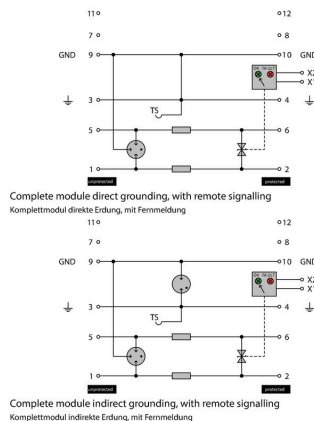 11 12
7 8
GND 9 10 GND
OK FAULT
X2
X1
3 4
TS
5 6
1 2
unprotected protected
Complete module direct grounding, with remote signalling
Komplettmodul direkte Erdung, mit Fernmeldung
11 12
7 8
GND 9 10 GND
OK FAULT
X2
X1
3 4
TS
5 6
1 2
unprotected protected
Complete module indirect grounding, with remote signalling
Komplettmodul indirekte Erdung, mit Fernmeldung